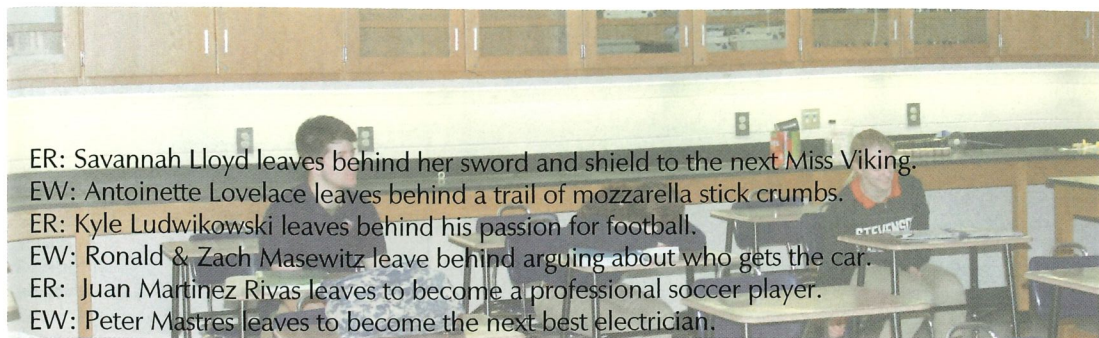 ER: Savannah Lloyd leaves behind her sword and shield to the next Miss Viking.
EW: Antoinette Lovelace leaves behind a trail of mozzarella stick crumbs.
ER: Kyle Ludwikowski leaves behind his passion for football.
EW: Ronald & Zach Masewitz leave behind arguing about who gets the car.
ER: Juan Martinez Rivas leaves to become a professional soccer player.
EW: Peter Mastres leaves to become the next best electrician.
STEVENSO